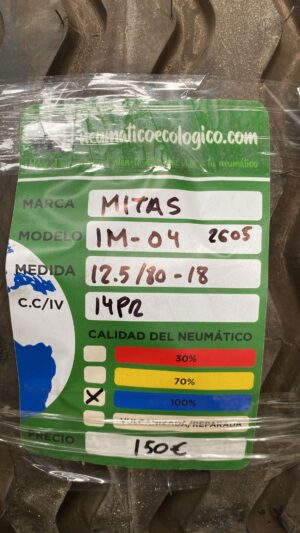 neumaticoecologico.com
MARCA MITAS
MODELO IM-04 2605
MEDIDA 12.5/80-18
C.C/IV 14PR
CALIDAD DEL NEUMÁTICO
30%
70%
X 100%
VULCANIZADA/REPARADA
PRECIO 150€